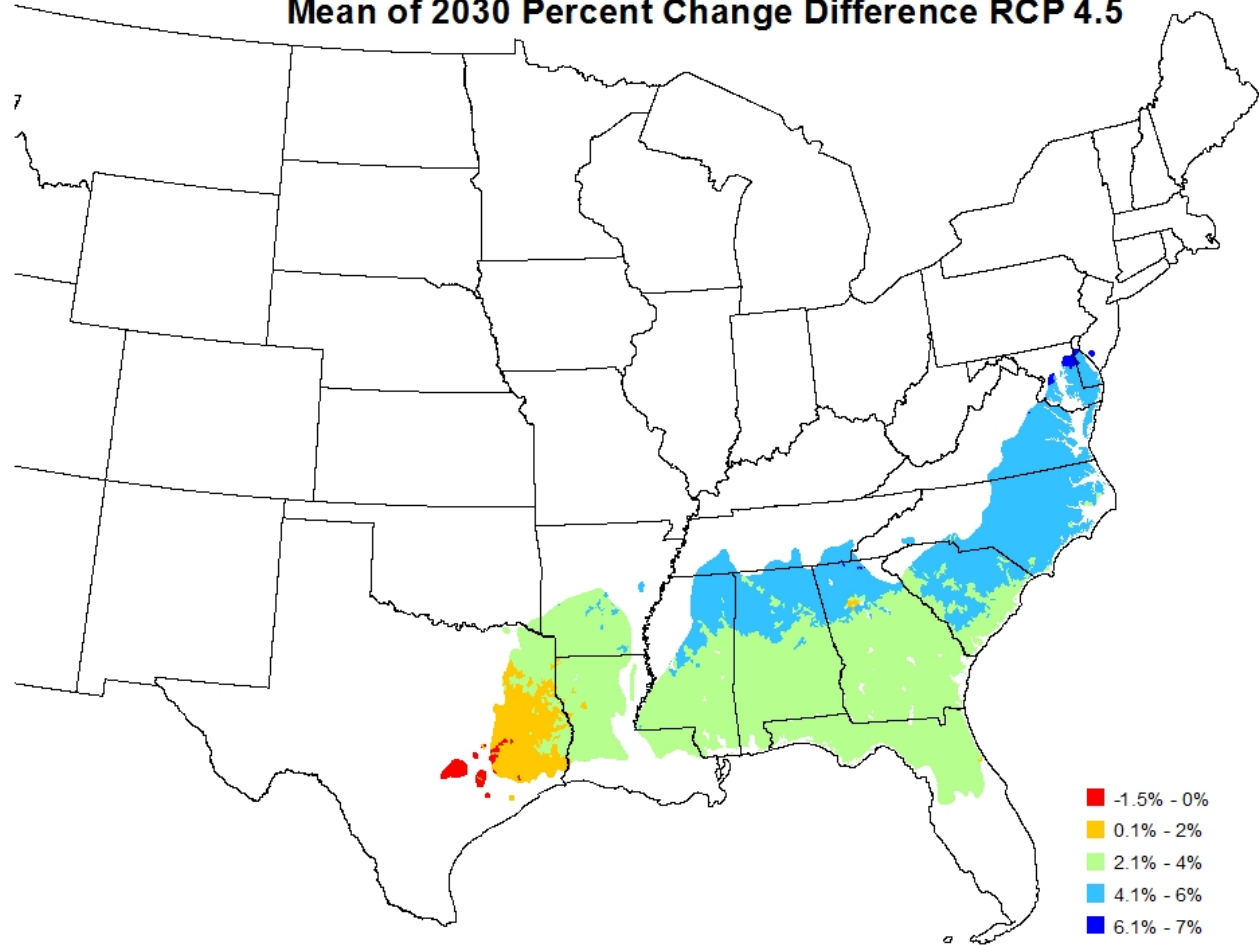 Mean of 2030 Percent Change Difference RCP 4.5
-1.5% - 0%
0.1% - 2%
2.1% - 4%
4.1% - 6%
6.1% - 7%